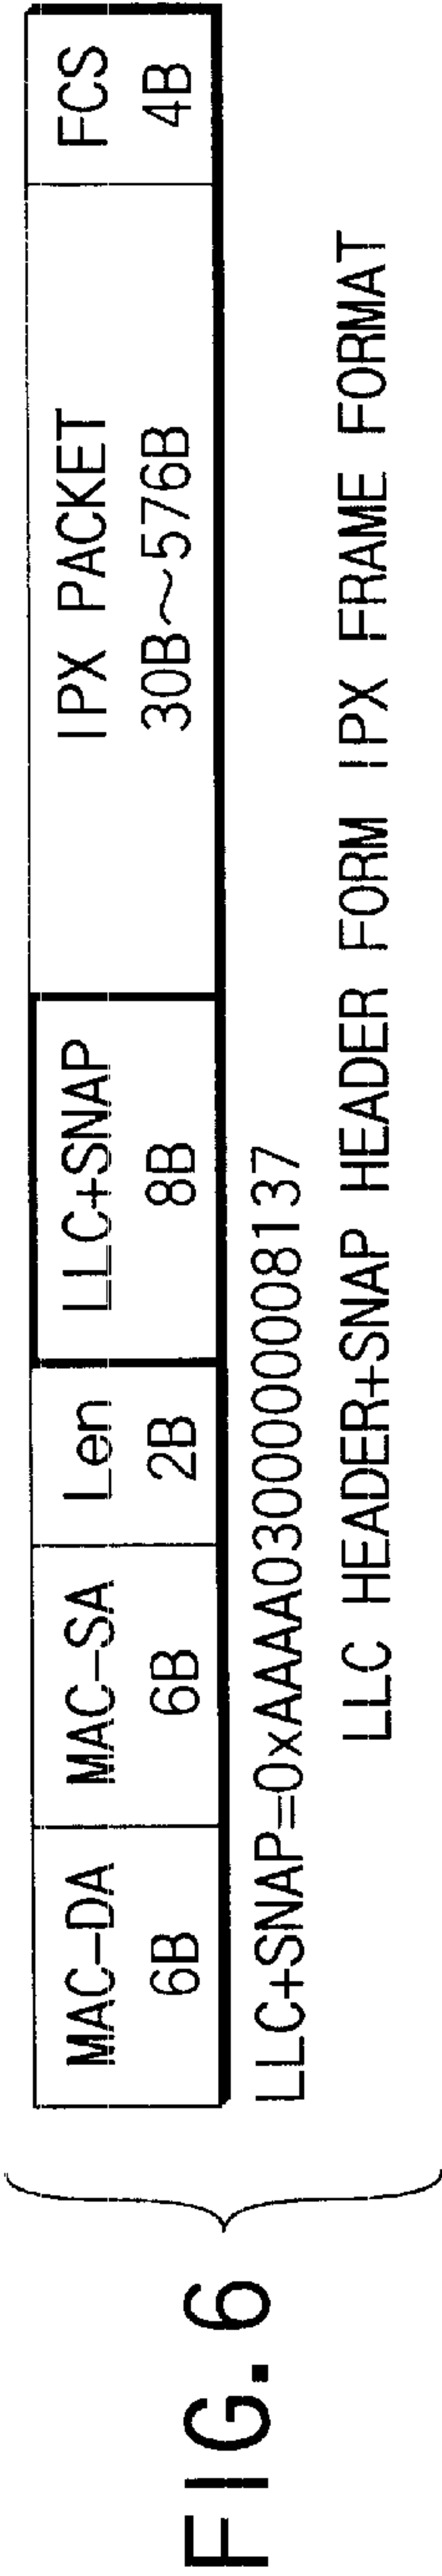 MAC-DA MAC-SA Len LLC+SNAP IPX PACKET FCS
6B 6B 2B 8B 30B~576B 4B
LLC+SNAP=0xAAAA030000008137
LLC HEADER+SNAP HEADER FORM IPX FRAME FORMAT
FIG.6